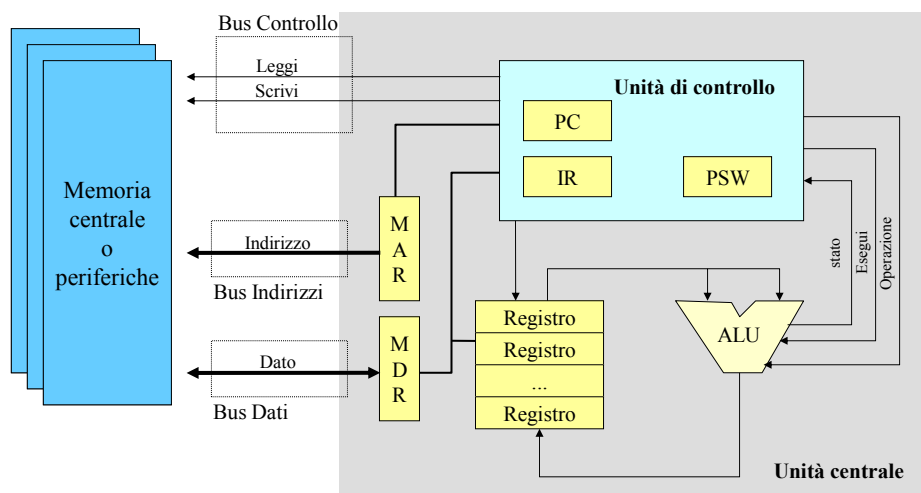 Bus Controllo
Leggi
Scrivi
Unità di controllo
PC
IR
PSW
Memoria
centrale
o
periferiche
M
A
R
Indirizzo
Bus Indirizzi
stato
Esegui
Operazione
Registro
Registro
...
Registro
ALU
M
D
R
Dato
Bus Dati
Unità centrale